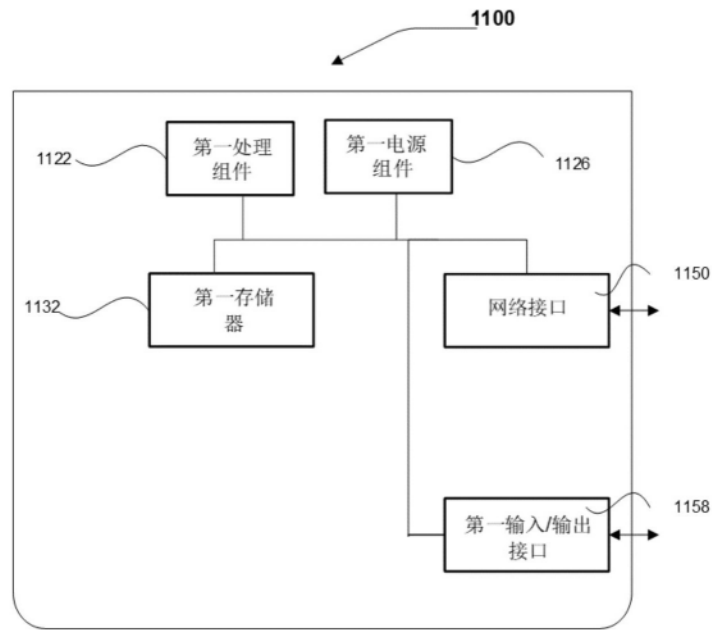 1100
1122
第一处理
组件
第一电源
组件
1126
1132
第一存储
器
网络接口
1150
第一输入/输出
接口
1158